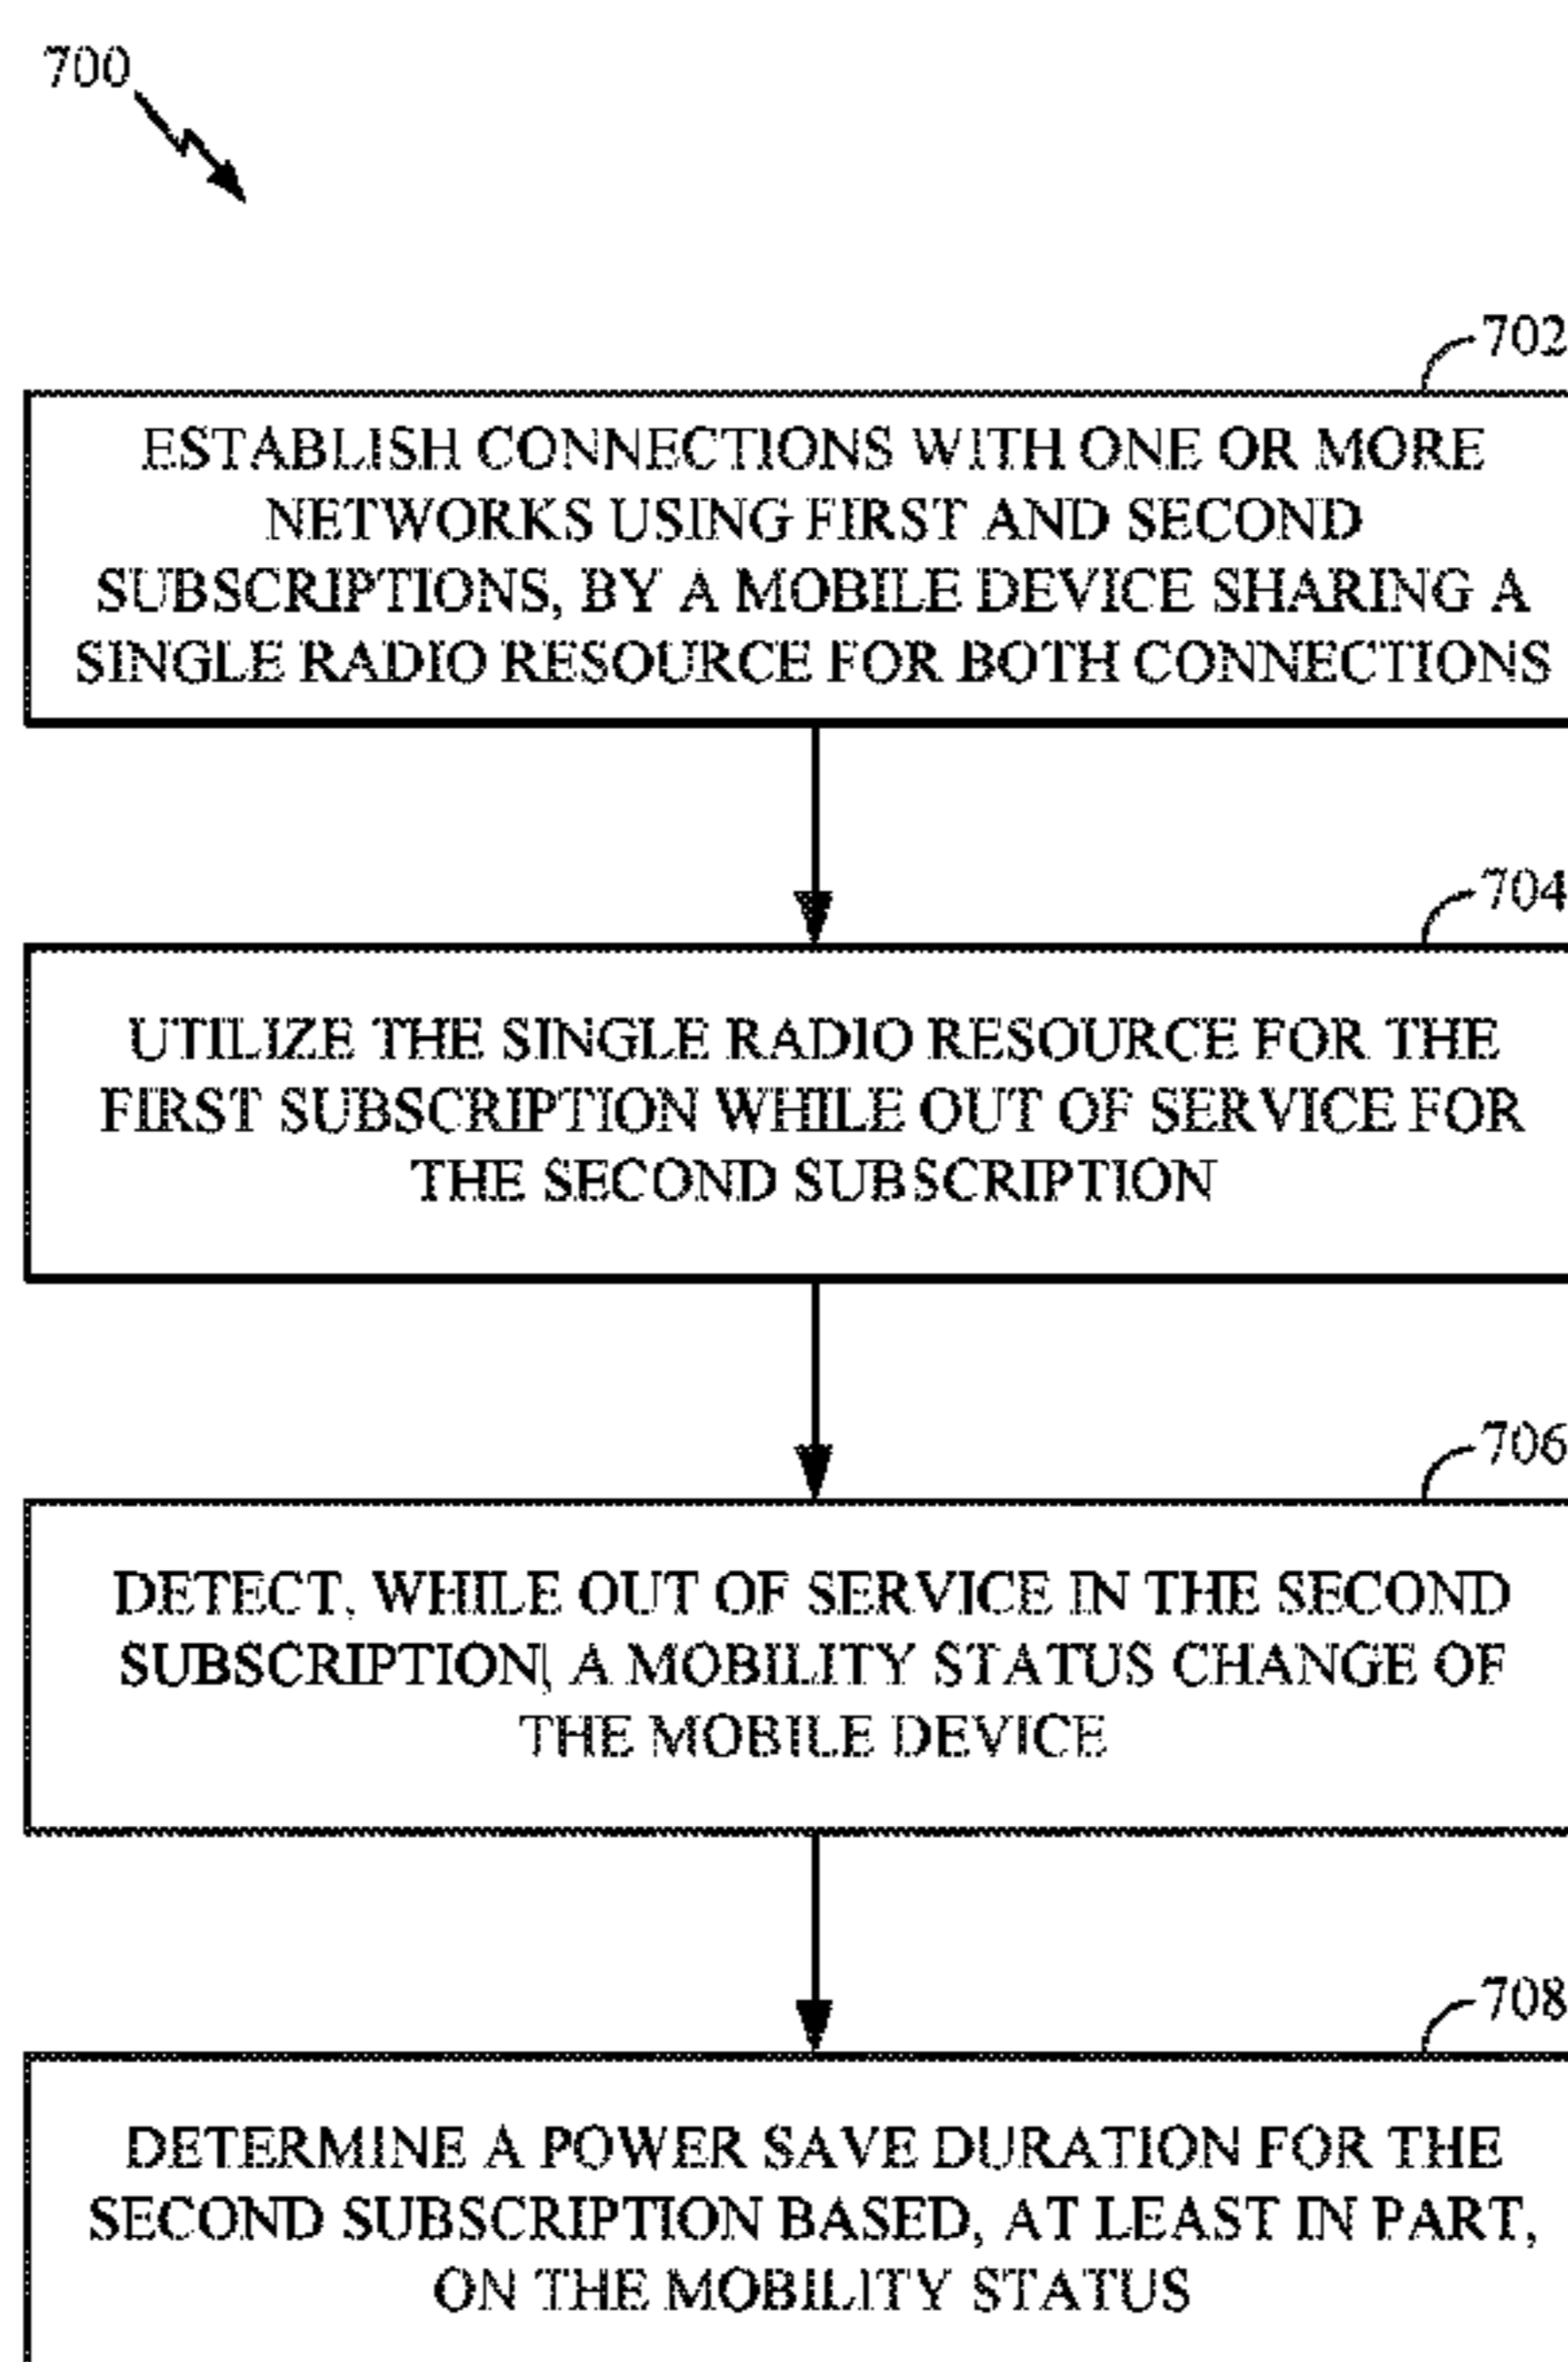 700
702
ESTABLISH CONNECTIONS WITH ONE OR MORE
NETWORKS USING FIRST AND SECOND
SUBSCRIPTIONS, BY A MOBILE DEVICE SHARING A
SINGLE RADIO RESOURCE FOR BOTH CONNECTIONS
704
UTILIZE THE SINGLE RADIO RESOURCE FOR THE
FIRST SUBSCRIPTION WHILE OUT OF SERVICE FOR
THE SECOND SUBSCRIPTION
706
DETECT, WHILE OUT OF SERVICE IN THE SECOND
SUBSCRIPTION, A MOBILITY STATUS CHANGE OF
THE MOBILE DEVICE
708
DETERMINE A POWER SAVE DURATION FOR THE
SECOND SUBSCRIPTION BASED, AT LEAST IN PART,
ON THE MOBILITY STATUS